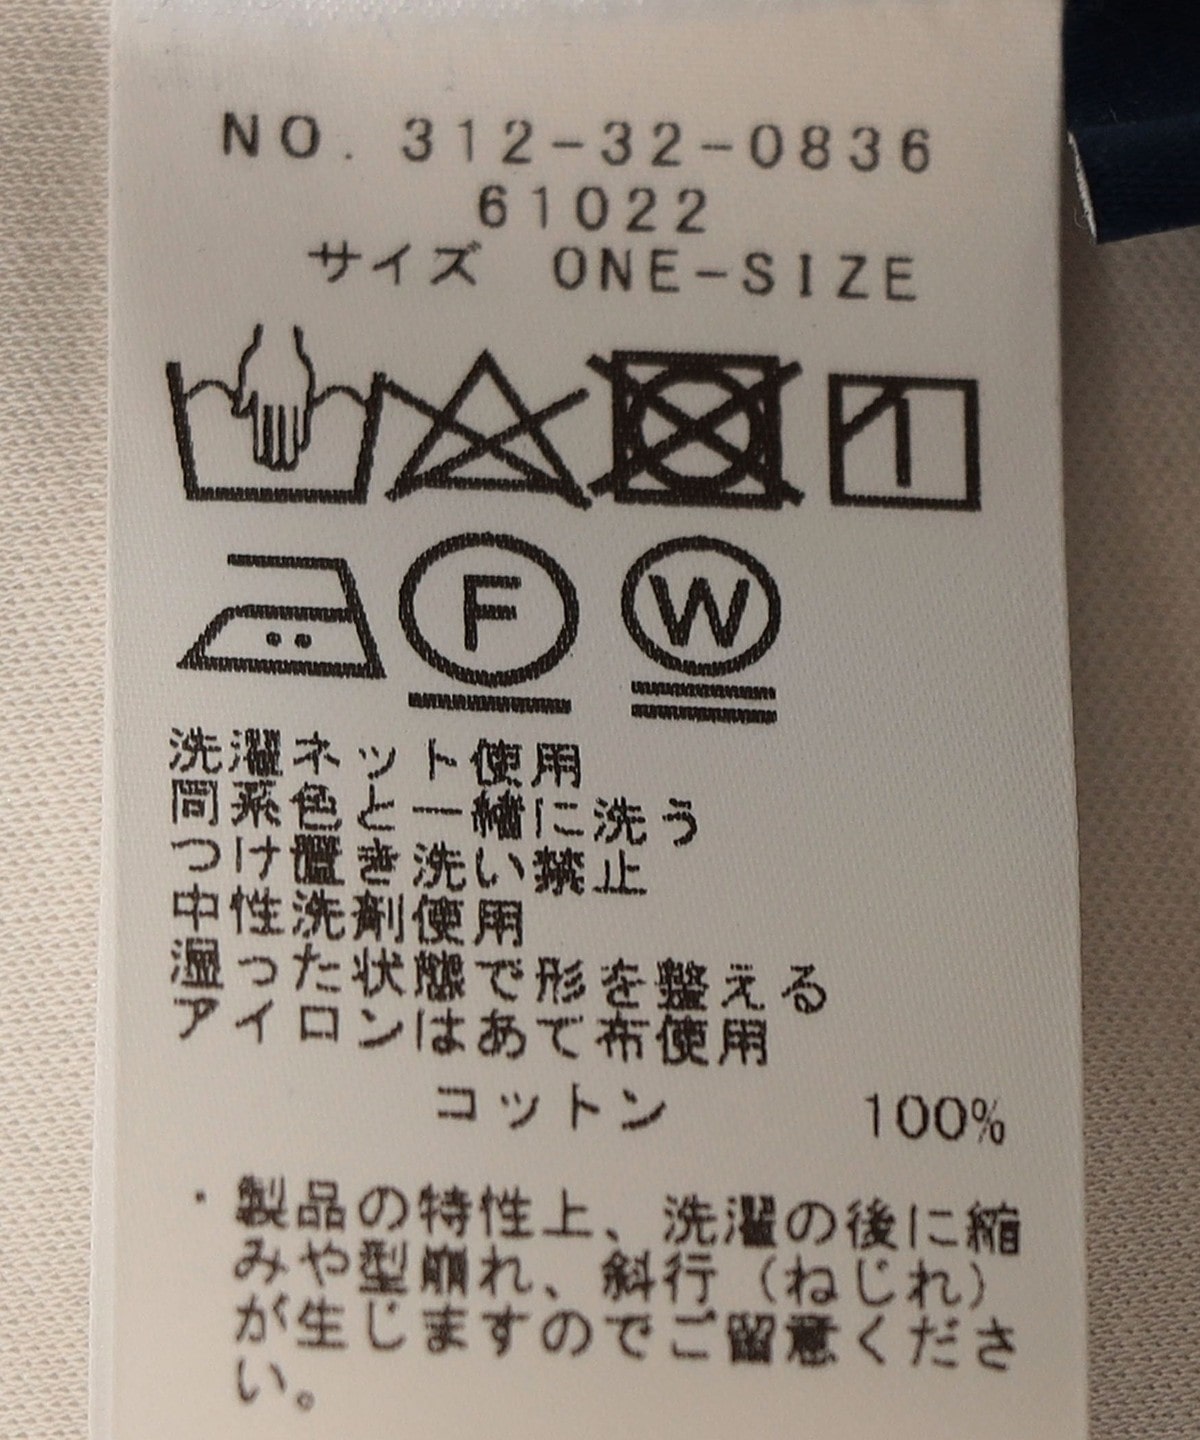 NO. 312-32-0836
61022
サイズ ONE-SIZE
F
W
洗濯ネット使用
同系色と一緒に洗う
つけ置き洗い禁止
中性洗剤使用
湿った状態で形を整える
アイロンはあて布使用
コットン 100%
・製品の特性上、洗濯の後に縮
みや型崩れ、斜行（ねじれ）
が生じますのでご留意くださ
い。